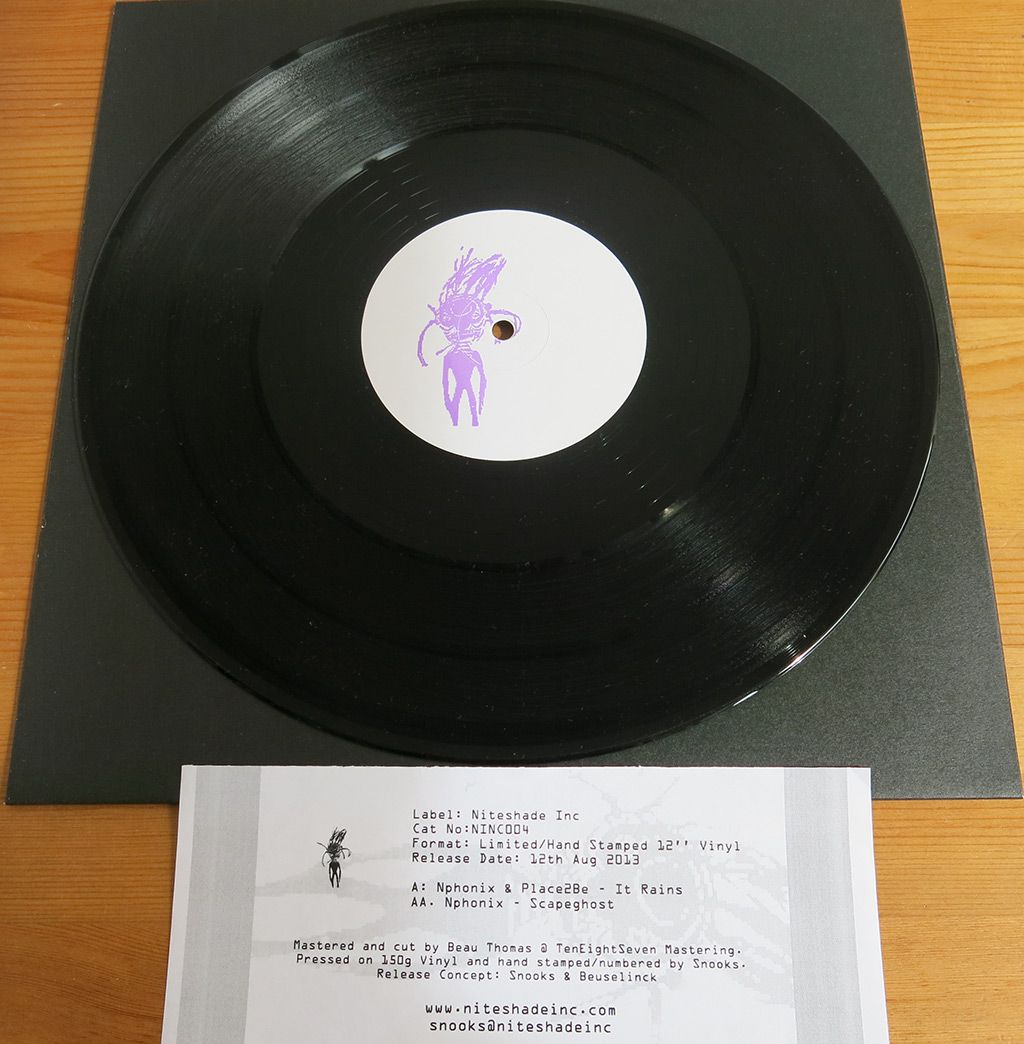 Label: Niteshade Inc
Cat No:NINC004
Format: Limited/Hand Stamped 12'' Vinyl
Release Date: 12th Aug 2013
A: Nphonix & Place2Be - It Rains
AA. Nphonix - Scapeghost
Mastered and cut by Beau Thomas @ TenEightSeven Mastering.
Pressed on 150g Vinyl and hand stamped/numbered by Snooks.
Release Concept: Snooks & Beuselinck
www.niteshadeinc.com
snooks@niteshadeinc